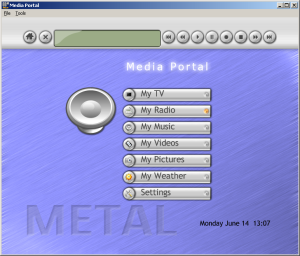 Media Portal
File Tools
Media Portal
My TV
My Radio
My Music
My Videos
My Pictures
My Weather
Settings
METAL
Monday June 14 13:07